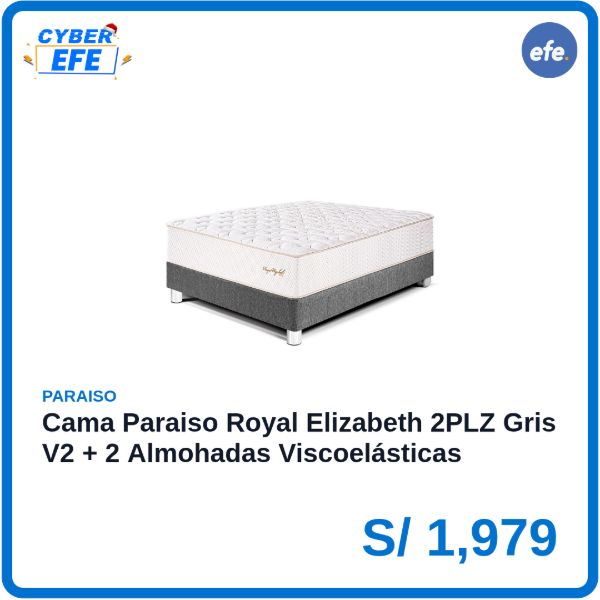 CYBER
EFE
efe.
PARAISO
Cama Paraiso Royal Elizabeth 2PLZ Gris
V2 + 2 Almohadas Viscoelásticas
S/ 1,979